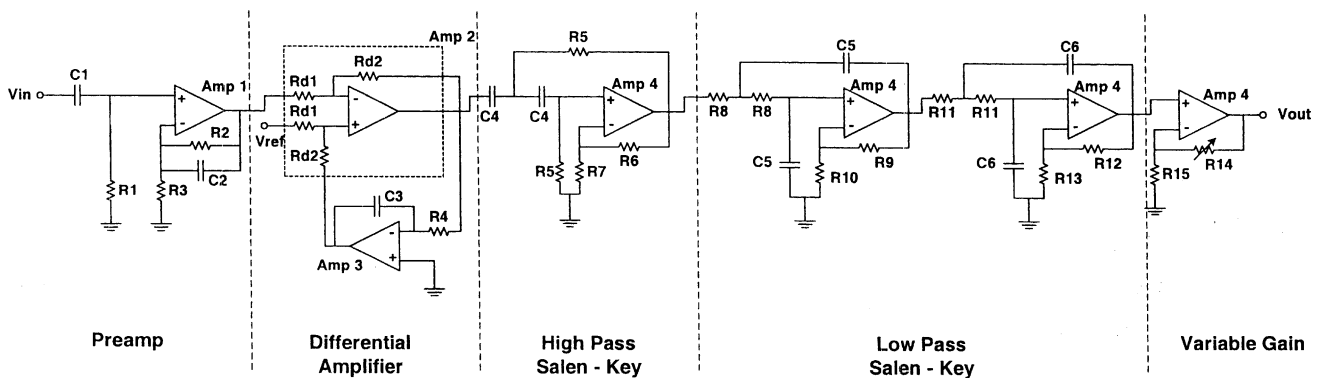 Vin
C1
R1
Amp 1
R2
C2
R3
Amp 2
Rd1
Rd1
Rd2
Vref
Rd2
C3
R4
Amp 3
C4
C4
R5
Amp 4
R5
R7
R6
R8
R8
C5
Amp 4
C5
R9
R10
R11
R11
C6
Amp 4
C6
R12
R13
Amp 4
R14
R15
Vout
Preamp
Differential
Amplifier
High Pass
Salen - Key
Low Pass
Salen - Key
Variable Gain